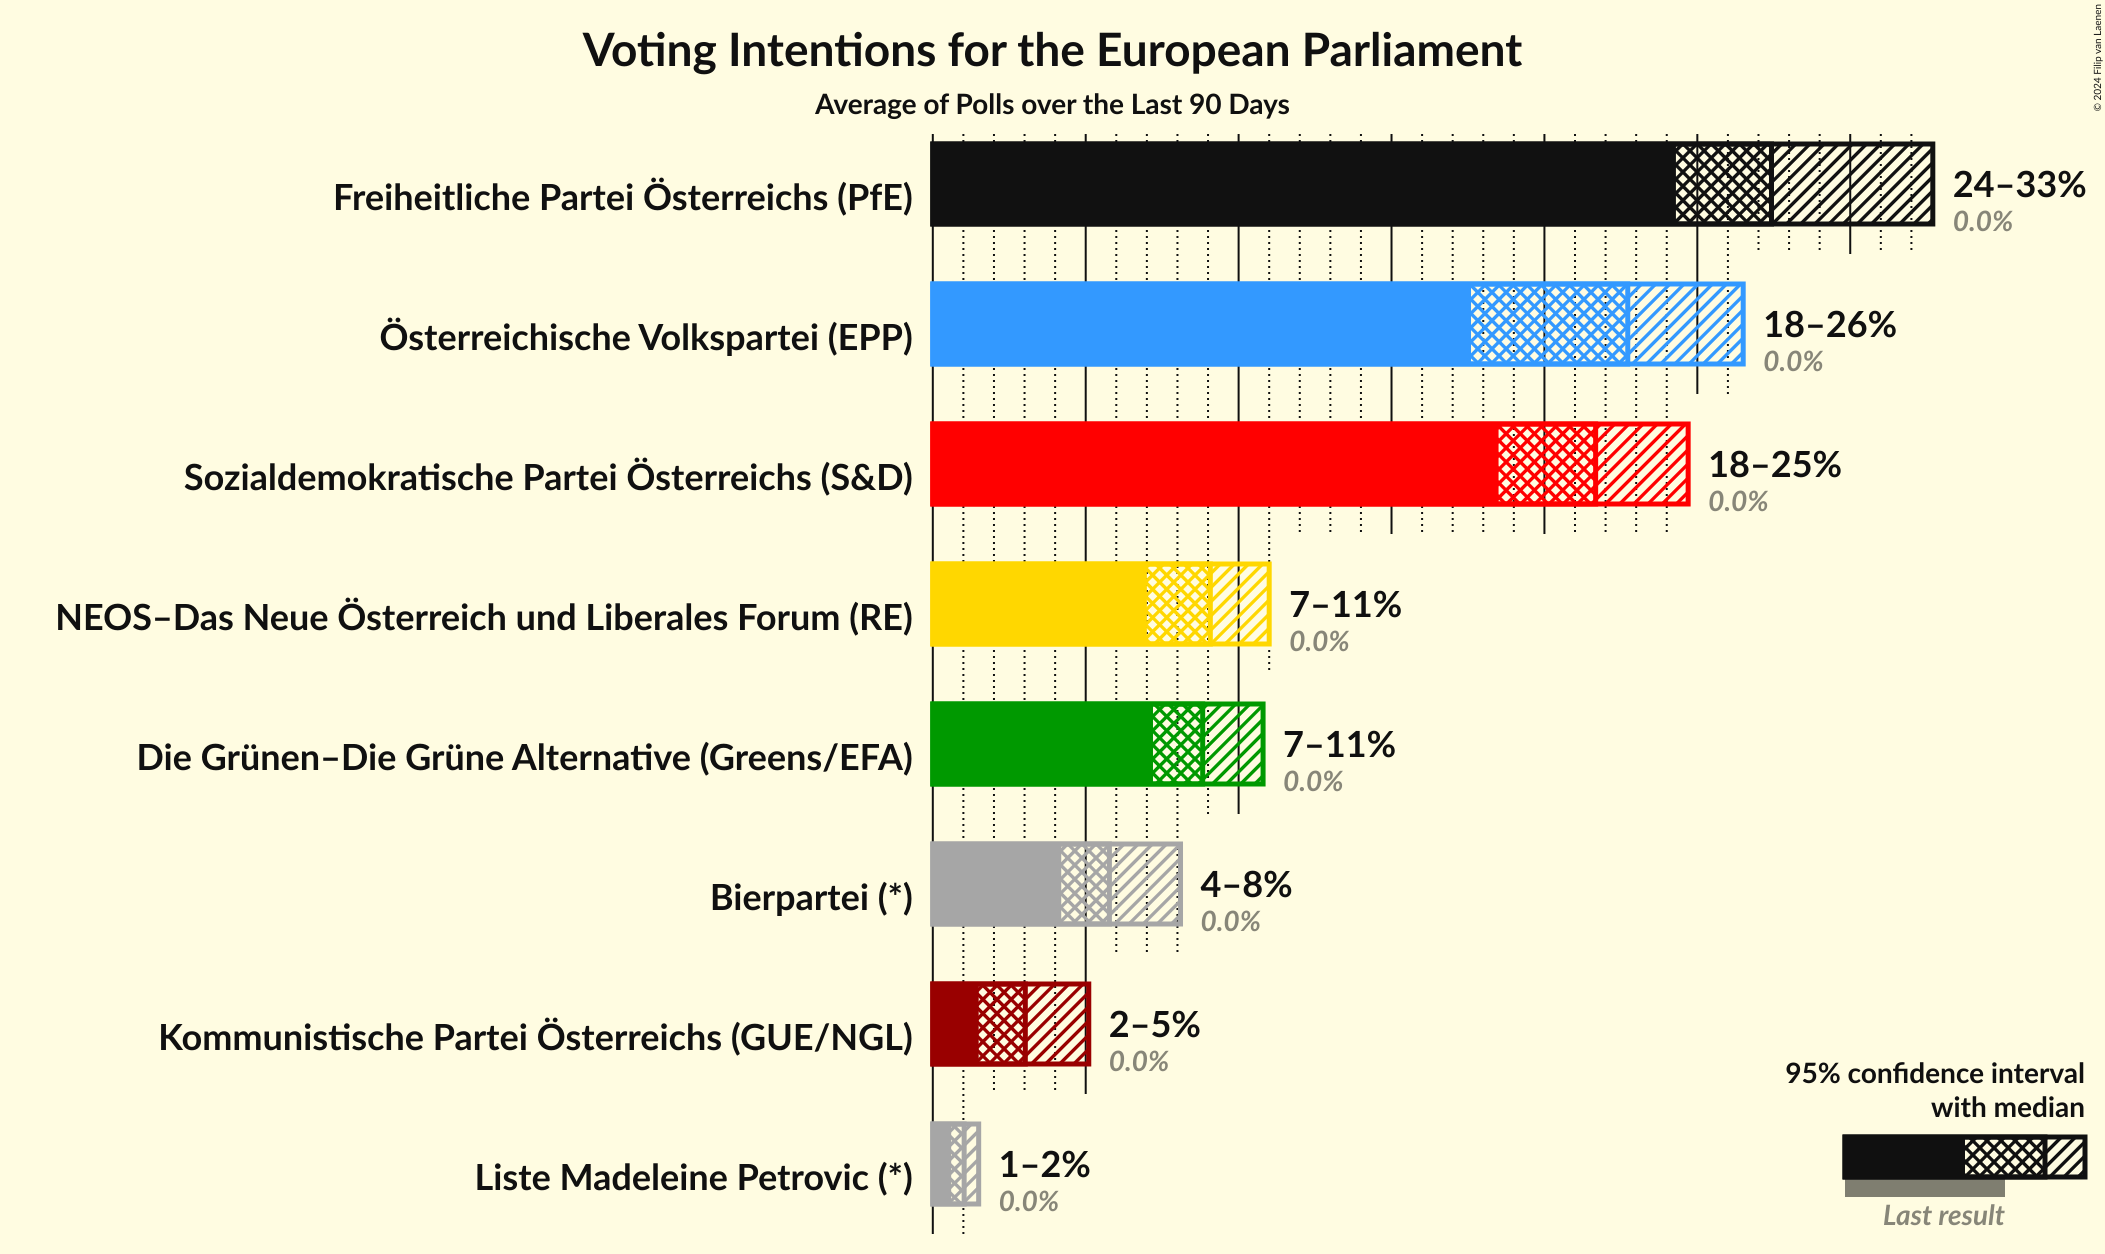 Voting Intentions for the European Parliament
Average of Polls over the Last 90 Days
© 2024 Filip van Laenen
Freiheitliche Partei Österreichs (PfE)
24–33%
0.0%
Österreichische Volkspartei (EPP)
18–26%
0.0%
Sozialdemokratische Partei Österreichs (S&D)
18–25%
0.0%
NEOS–Das Neue Österreich und Liberales Forum (RE)
7–11%
0.0%
Die Grünen–Die Grüne Alternative (Greens/EFA)
7–11%
0.0%
Bierpartei (*)
4–8%
0.0%
Kommunistische Partei Österreichs (GUE/NGL)
2–5%
0.0%
Liste Madeleine Petrovic (*)
1–2%
0.0%
95% confidence interval
with median
Last result